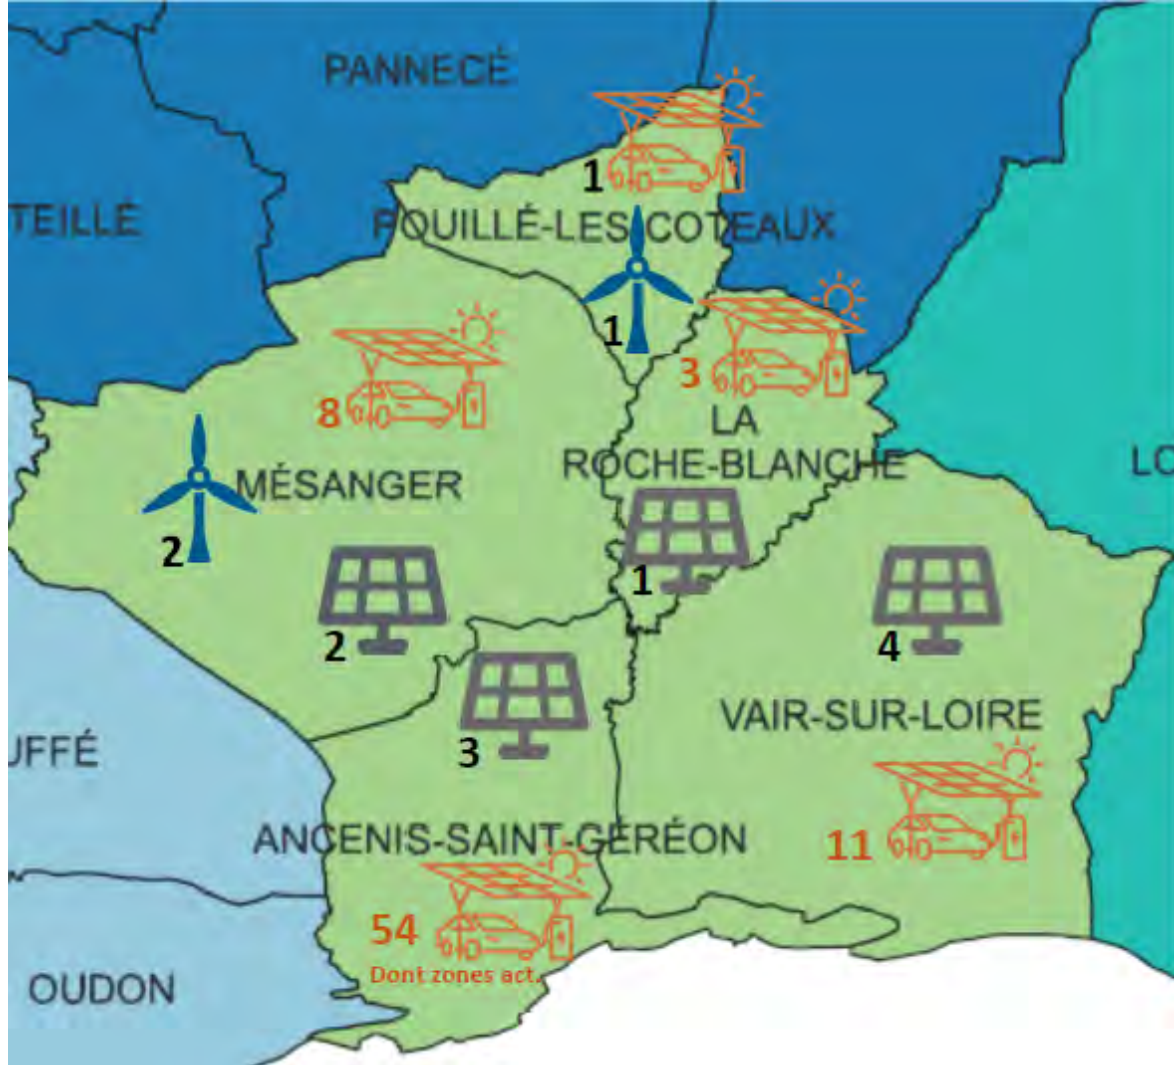 PANNECÉ
1
TEILLÉ
POUILLÉ-LES-COTEAUX
1
3
8
LA
ROCHE-BLANCHE
LO
MÉSANGER
2
1
2
4
VAIR-SUR-LOIRE
3
UFFÉ
ANCENIS-SAINT-GERÉON
11
54
Dont zones act.
OUDON